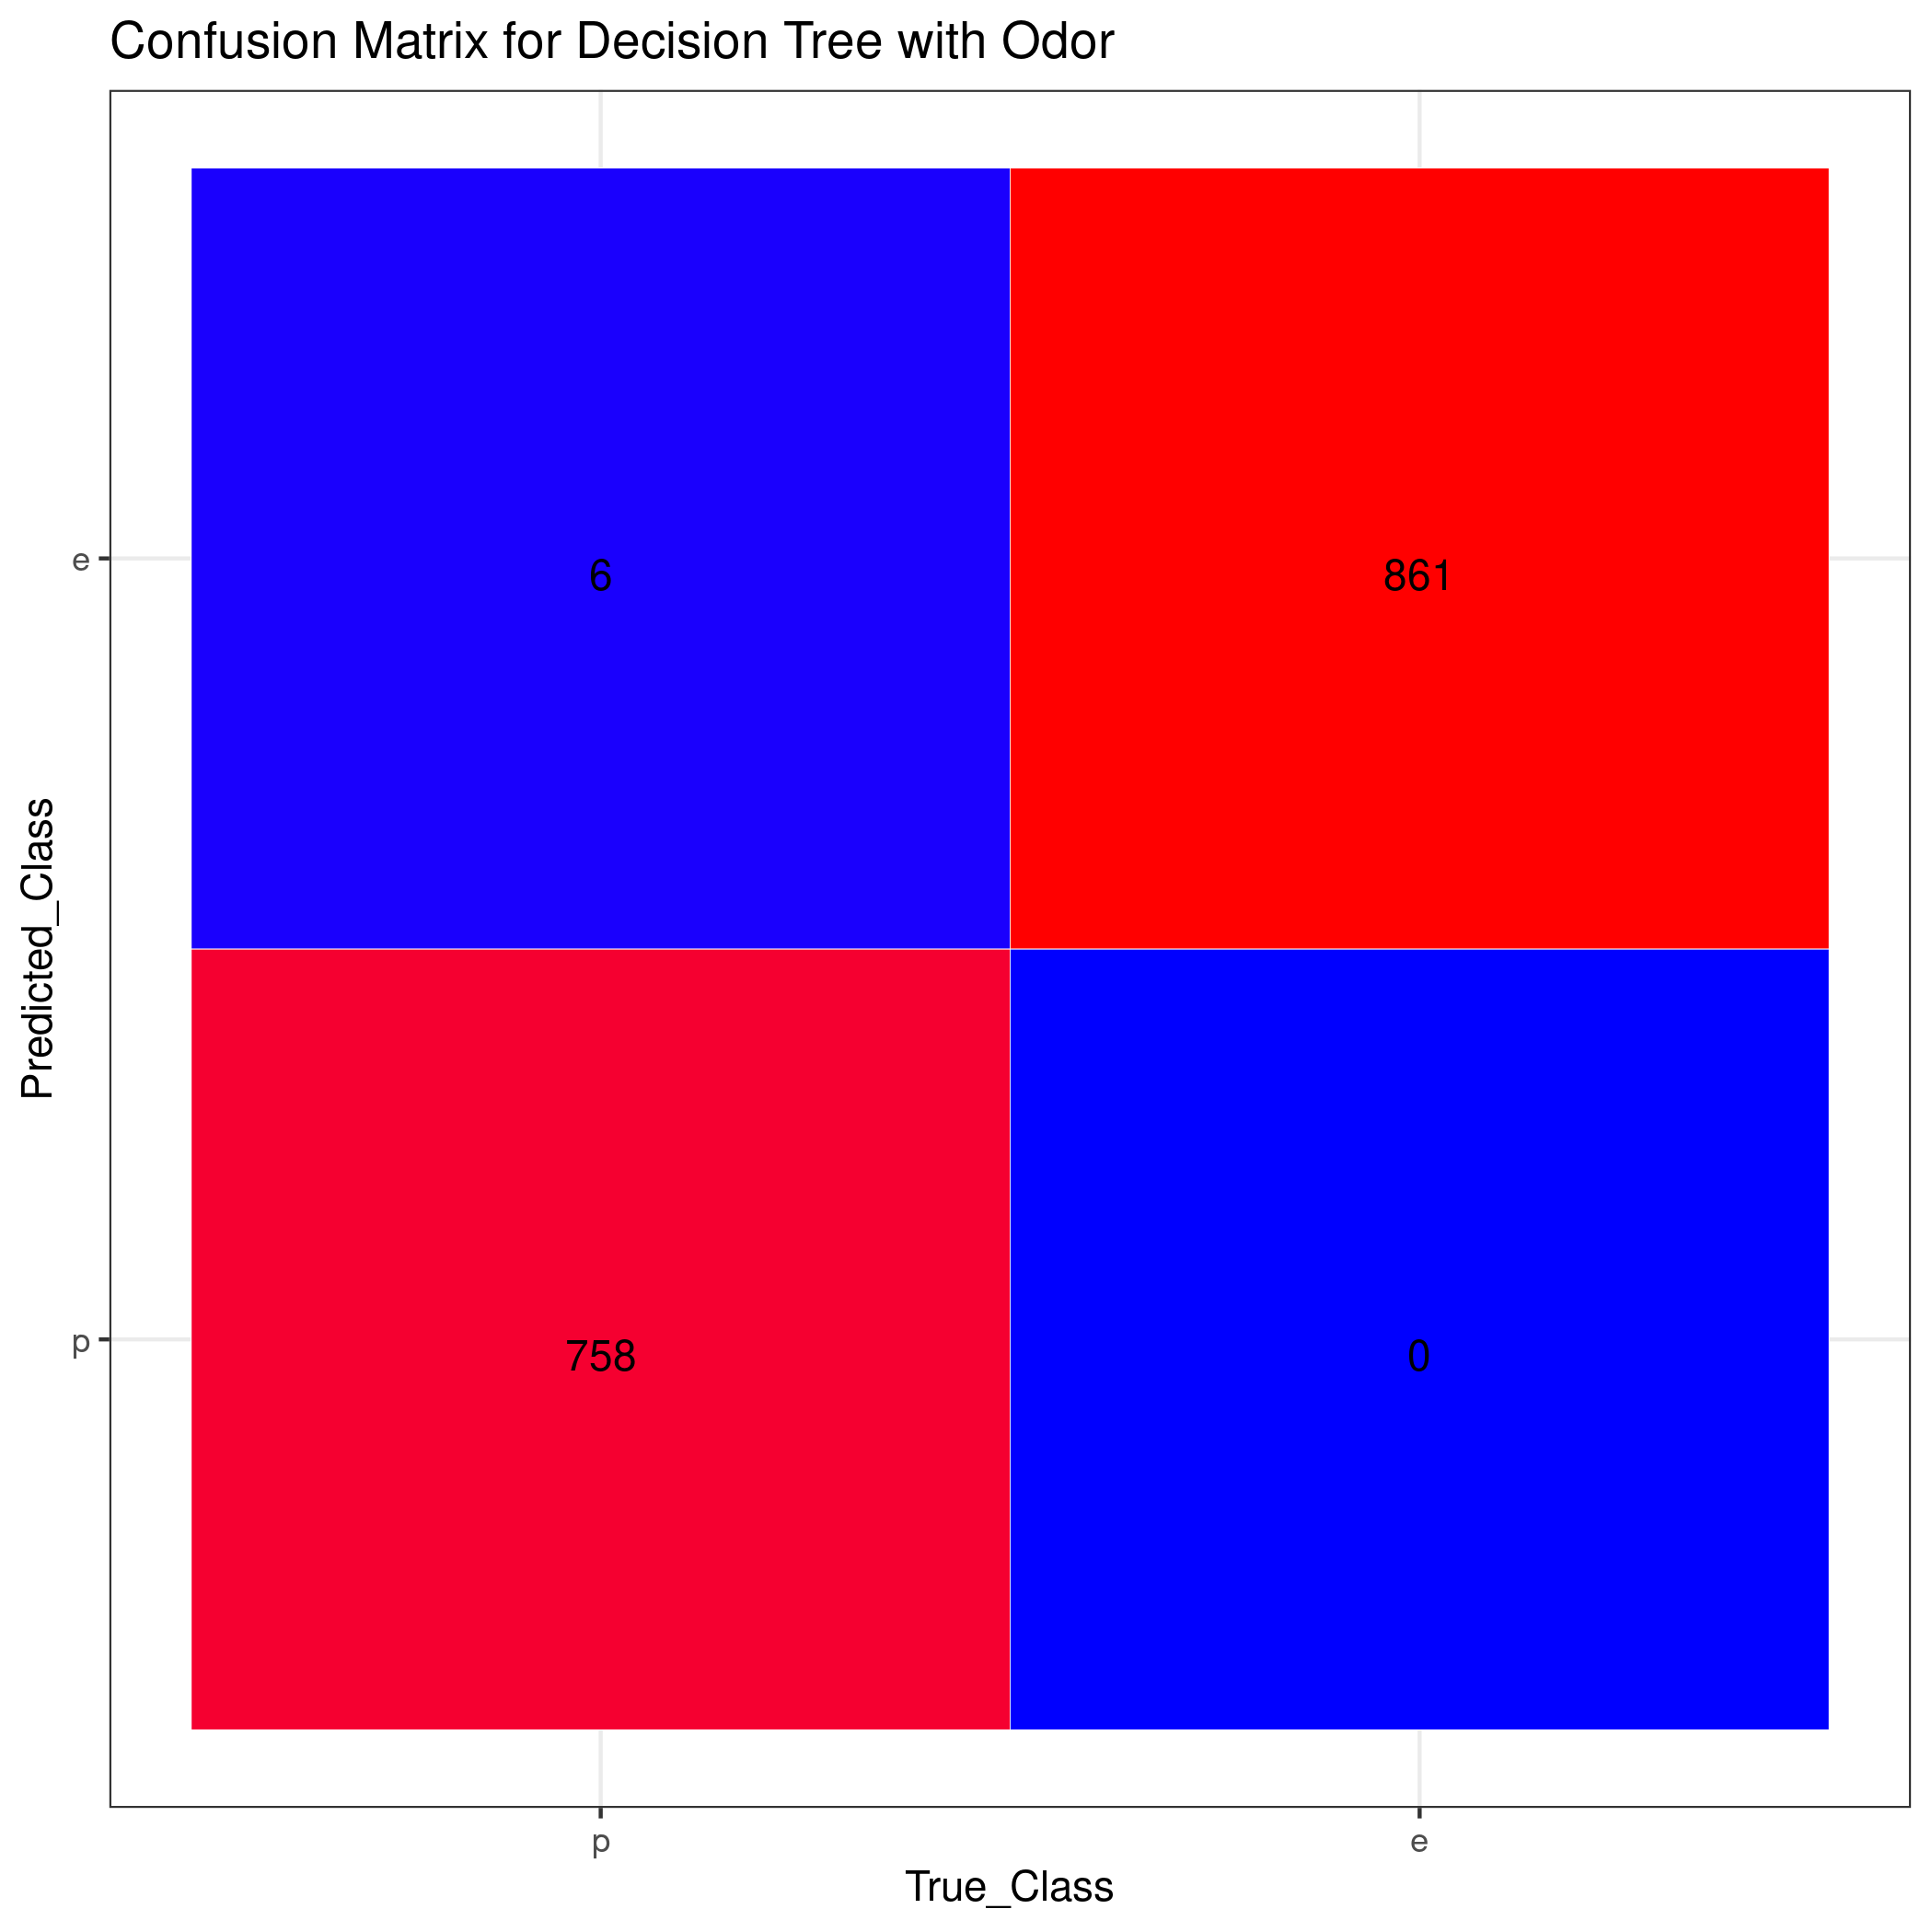 Confusion Matrix for Decision Tree with Odor
Predicted_Class
e
6
861
p
758
0
p
e
True_Class